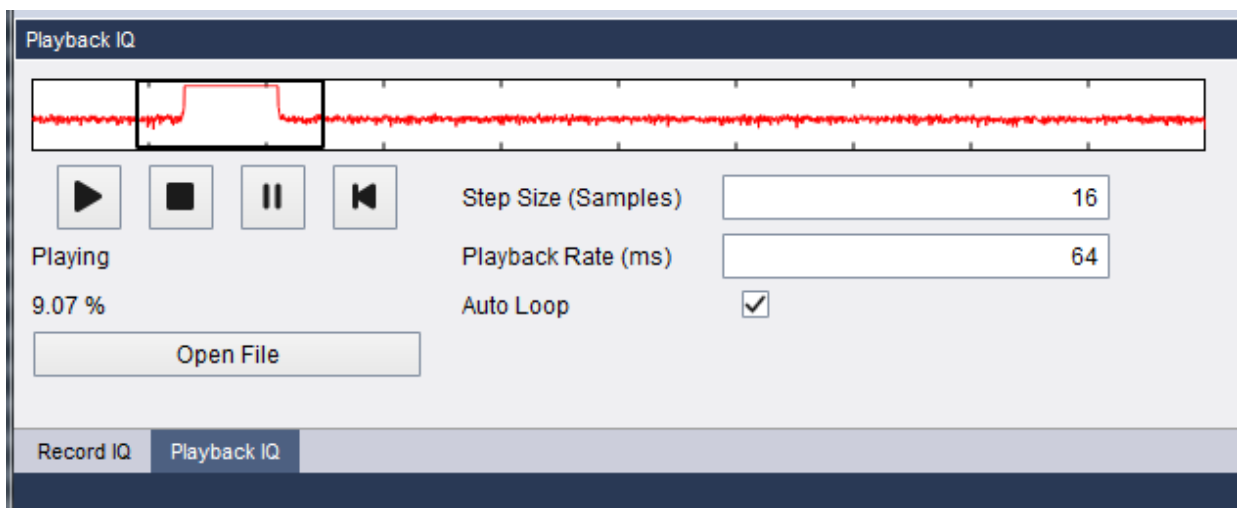 Playback IQ
Step Size (Samples) 16
Playing Playback Rate (ms) 64
9.07 % Auto Loop
Open File
Record IQ Playback IQ